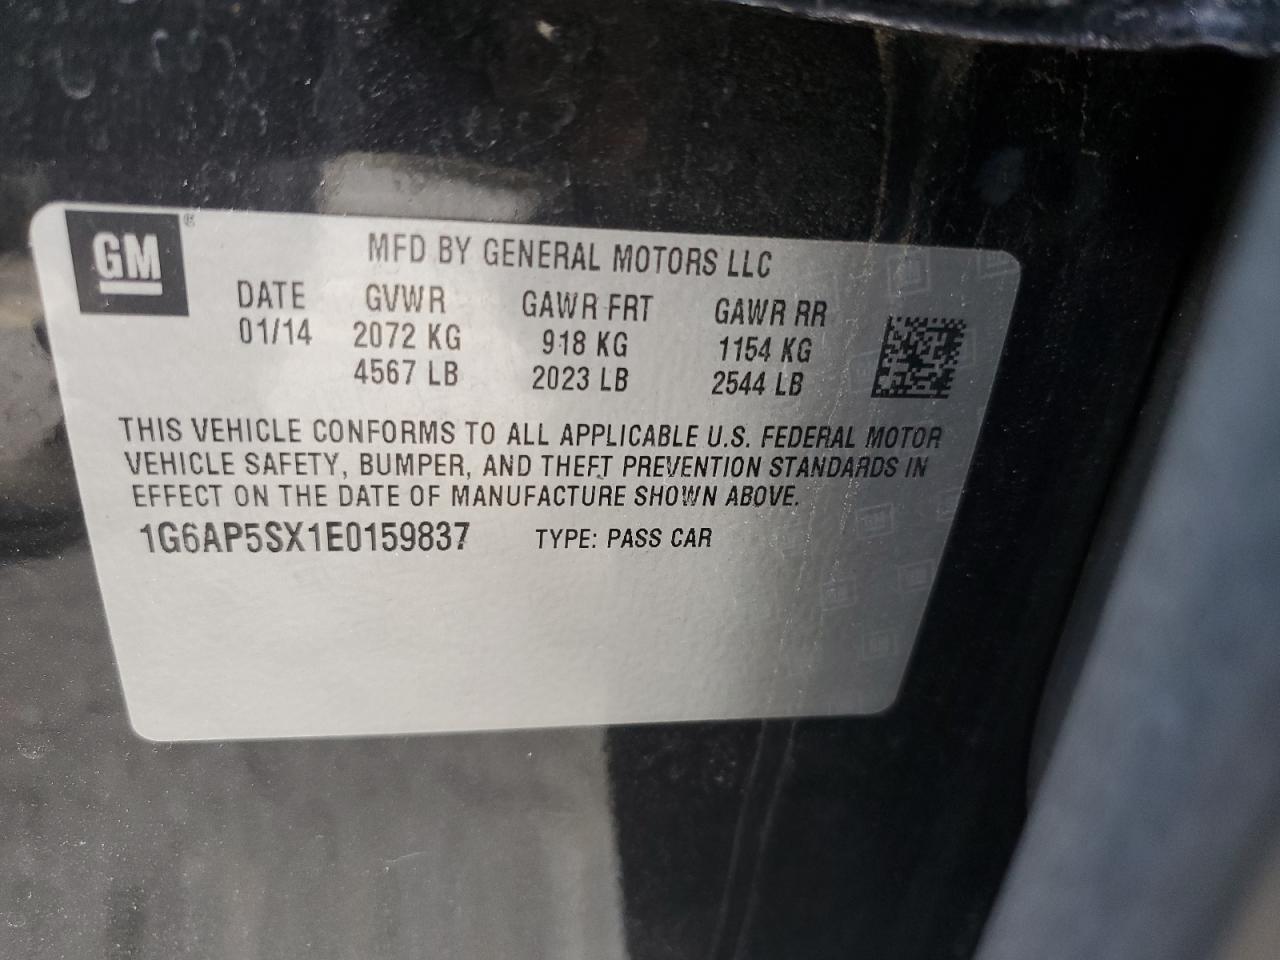 GM ®
MFD BY GENERAL MOTORS LLC
DATE GVWR GAWR FRT GAWR RR
01/14 2072 KG 918 KG 1154 KG
4567 LB 2023 LB 2544 LB
THIS VEHICLE CONFORMS TO ALL APPLICABLE U.S. FEDERAL MOTOR
VEHICLE SAFETY, BUMPER, AND THEFT PREVENTION STANDARDS IN
EFFECT ON THE DATE OF MANUFACTURE SHOWN ABOVE.
1G6AP5SX1E0159837 TYPE: PASS CAR